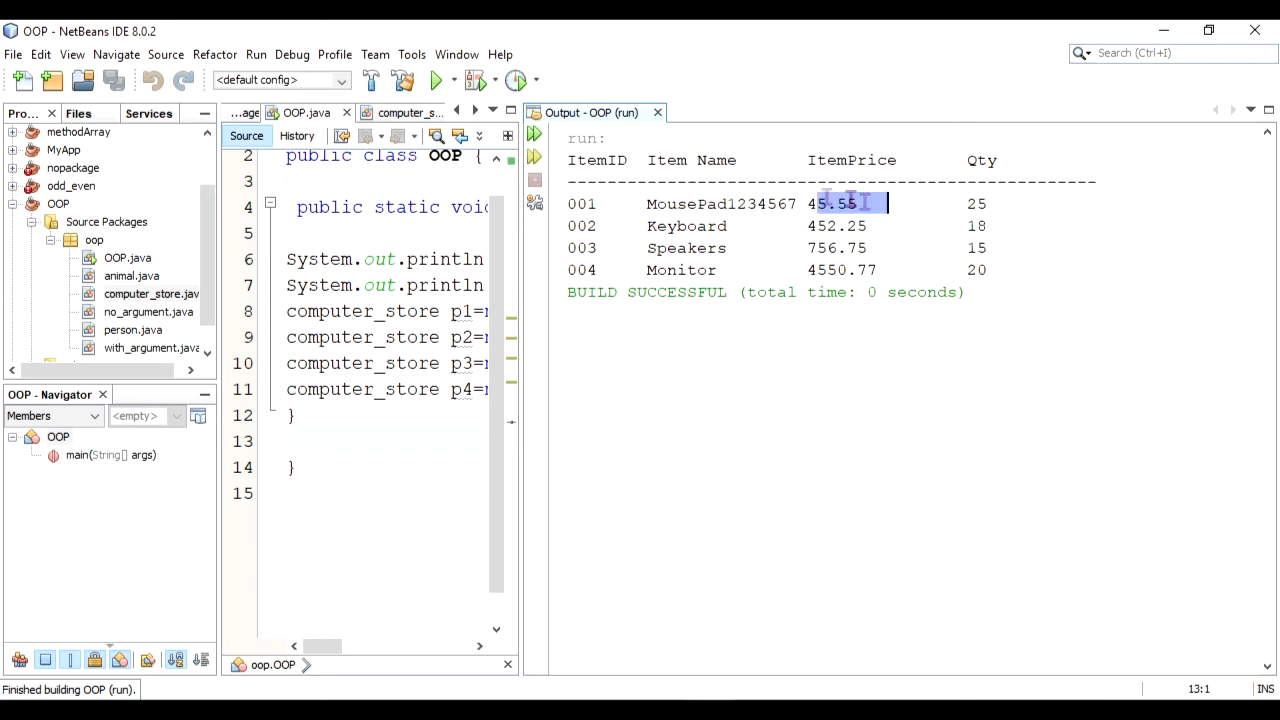 OOP - NetBeans IDE 8.0.2
File Edit View Navigate Source Refactor Run Debug Profile Team Tools Window Help
Search (Ctrl+I)
<default config>
Pro... Files Services
methodArray
MyApp
nopackage
odd_even
OOP
Source Packages
oop
OOP.java
animal.java
computer_store.jav
no_argument.java
person.java
with_argument.java
OOP - Navigator
Members <empty>
OOP
main(String[] args)
...age OOP.java computer_s...
Source History
2 public class OOP {
3
4 public static voi
5
6 System.out.println
7 System.out.println
8 computer_store p1=
9 computer_store p2=
10 computer_store p3=
11 computer_store p4=
12 }
13
14 }
15
oop.OOP
Output - OOP (run)
run:
ItemID Item Name ItemPrice Qty
-----------------------------------------------------
001 MousePad1234567 45.55 25
002 Keyboard 452.25 18
003 Speakers 756.75 15
004 Monitor 4550.77 20
BUILD SUCCESSFUL (total time: 0 seconds)
Finished building OOP (run).
13:1 INS